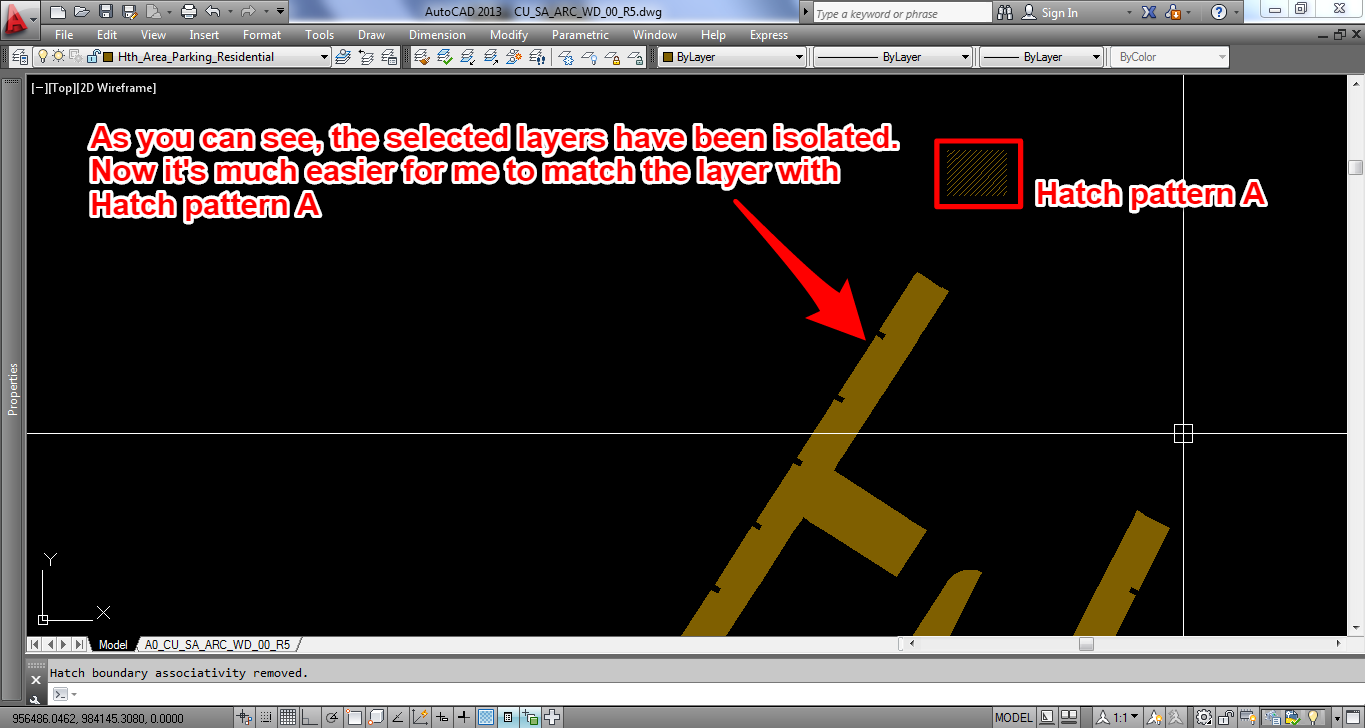 AutoCAD 2013 CU_SA_ARC_WD_00_R5.dwg
Type a keyword or phrase
Sign In
File Edit View Insert Format Tools Draw Dimension Modify Parametric Window Help Express
Hth_Area_Parking_Residential ByLayer ByLayer ByLayer ByColor
[−][Top][2D Wireframe]
As you can see, the selected layers have been isolated.
Now it's much easier for me to match the layer with
Hatch pattern A
Hatch pattern A
Properties
Y
X
Model A0_CU_SA_ARC_WD_00_R5
Hatch boundary associativity removed.
956486.0462, 984145.3080, 0.0000
MODEL
1:1